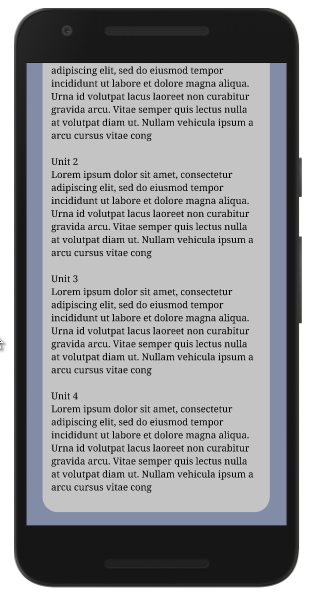 adipiscing elit, sed do eiusmod tempor
incididunt ut labore et dolore magna aliqua.
Urna id volutpat lacus laoreet non curabitur
gravida arcu. Vitae semper quis lectus nulla
at volutpat diam ut. Nullam vehicula ipsum a
arcu cursus vitae cong
Unit 2
Lorem ipsum dolor sit amet, consectetur
adipiscing elit, sed do eiusmod tempor
incididunt ut labore et dolore magna aliqua.
Urna id volutpat lacus laoreet non curabitur
gravida arcu. Vitae semper quis lectus nulla
at volutpat diam ut. Nullam vehicula ipsum a
arcu cursus vitae cong
Unit 3
Lorem ipsum dolor sit amet, consectetur
adipiscing elit, sed do eiusmod tempor
incididunt ut labore et dolore magna aliqua.
Urna id volutpat lacus laoreet non curabitur
gravida arcu. Vitae semper quis lectus nulla
at volutpat diam ut. Nullam vehicula ipsum a
arcu cursus vitae cong
Unit 4
Lorem ipsum dolor sit amet, consectetur
adipiscing elit, sed do eiusmod tempor
incididunt ut labore et dolore magna aliqua.
Urna id volutpat lacus laoreet non curabitur
gravida arcu. Vitae semper quis lectus nulla
at volutpat diam ut. Nullam vehicula ipsum a
arcu cursus vitae cong